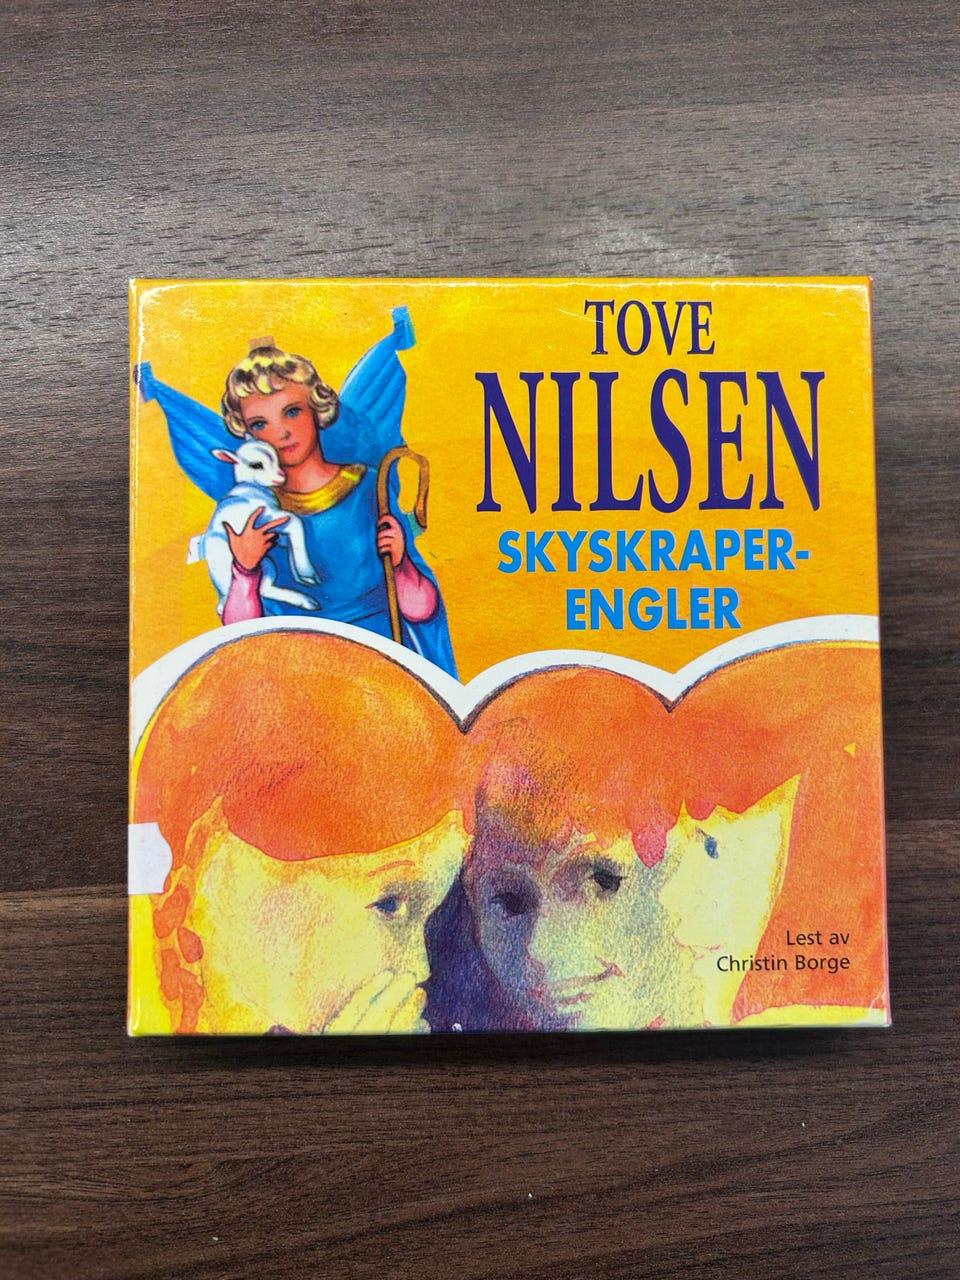 TOVE
NILSEN
SKYSKRAPER-
ENGLER
Lest av
Christin Borge